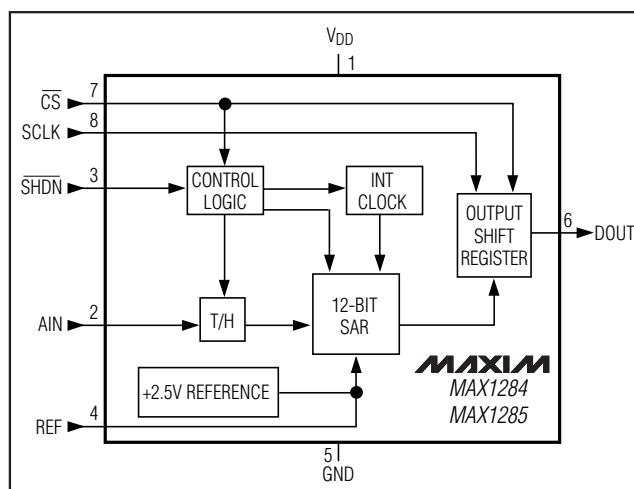 VDD
1
CS
7
SCLK
8
SHDN
3
CONTROL
LOGIC
INT
CLOCK
OUTPUT
SHIFT
REGISTER
6
DOUT
AIN
2
T/H
12-BIT
SAR
+2.5V REFERENCE
MAXIM
MAX1284
MAX1285
REF
4
5
GND